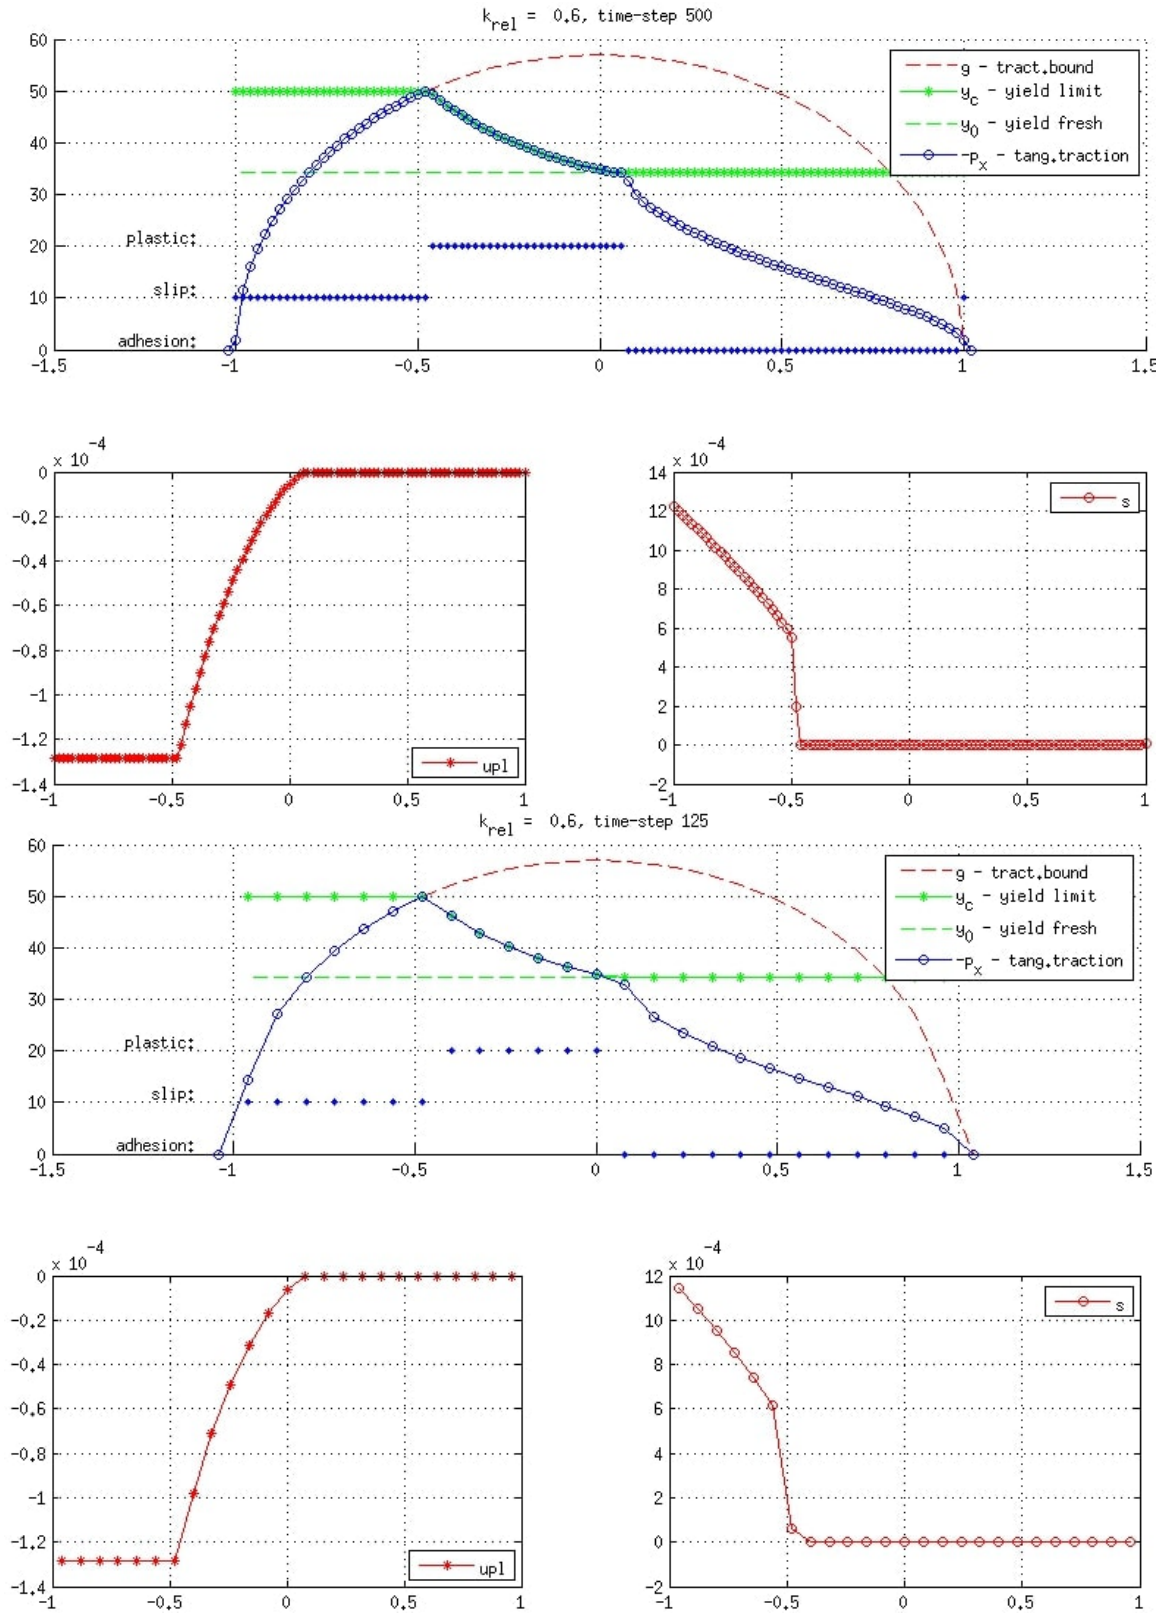 k_rel = 0.6, time-step 500
60
50
40
30
20
10
0
plastic:
slip:
adhesion:
g - tract.bound
y_c - yield limit
y_0 - yield fresh
-p_x - tang.traction
-1.5 -1 -0.5 0 0.5 1 1.5
x 10^-4
0
-0.2
-0.4
-0.6
-0.8
-1
-1.2
-1.4
upl
-1 -0.5 0 0.5 1
x 10^-4
14
12
10
8
6
4
2
0
-2
s
-1 -0.5 0 0.5 1
k_rel = 0.6, time-step 125
60
50
40
30
20
10
0
plastic:
slip:
adhesion:
g - tract.bound
y_c - yield limit
y_0 - yield fresh
-p_x - tang.traction
-1.5 -1 -0.5 0 0.5 1 1.5
x 10^-4
0
-0.2
-0.4
-0.6
-0.8
-1
-1.2
-1.4
upl
-1 -0.5 0 0.5 1
x 10^-4
12
10
8
6
4
2
0
-2
s
-1 -0.5 0 0.5 1